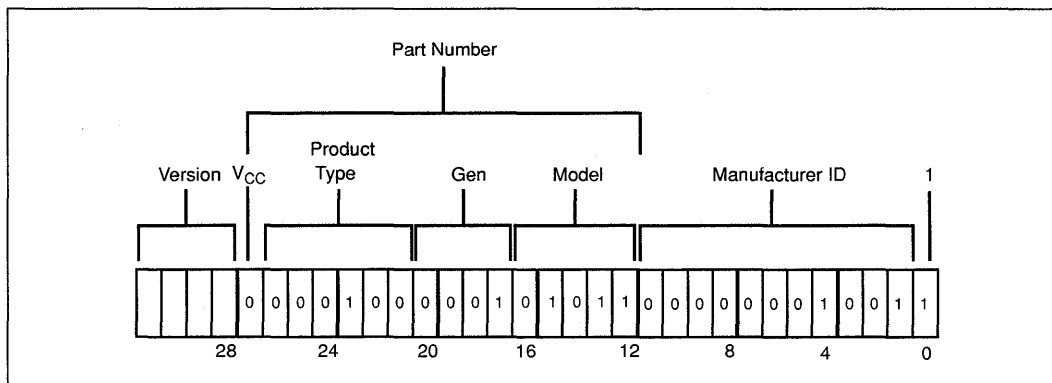 Part Number
Product
Version VCC Type Gen Model Manufacturer ID 1
0 0 0 0 1 0 0 0 0 0 1 0 1 0 1 1 0 0 0 0 0 0 0 1 0 0 1 1
28 24 20 16 12 8 4 0